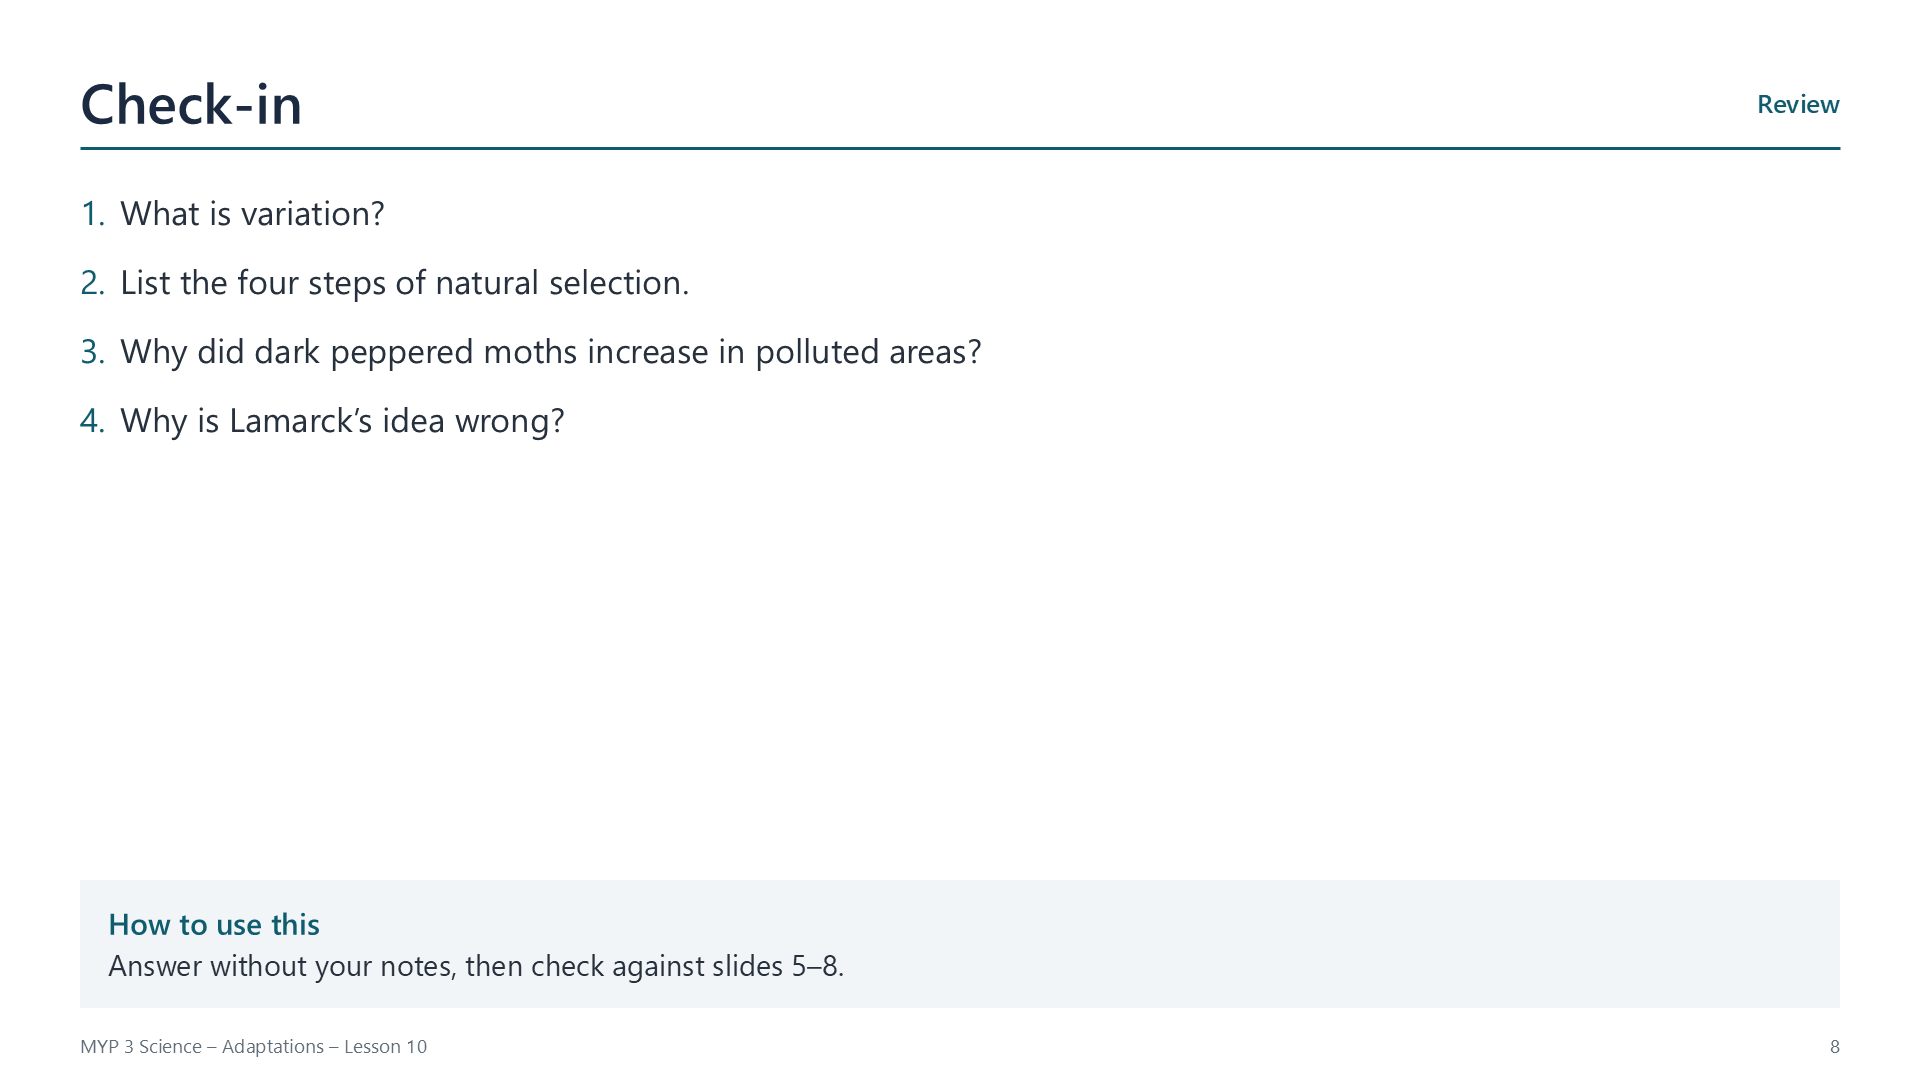 Check-in
Review
1. What is variation?
2. List the four steps of natural selection.
3. Why did dark peppered moths increase in polluted areas?
4. Why is Lamarck’s idea wrong?
How to use this
Answer without your notes, then check against slides 5–8.
MYP 3 Science – Adaptations – Lesson 10
8